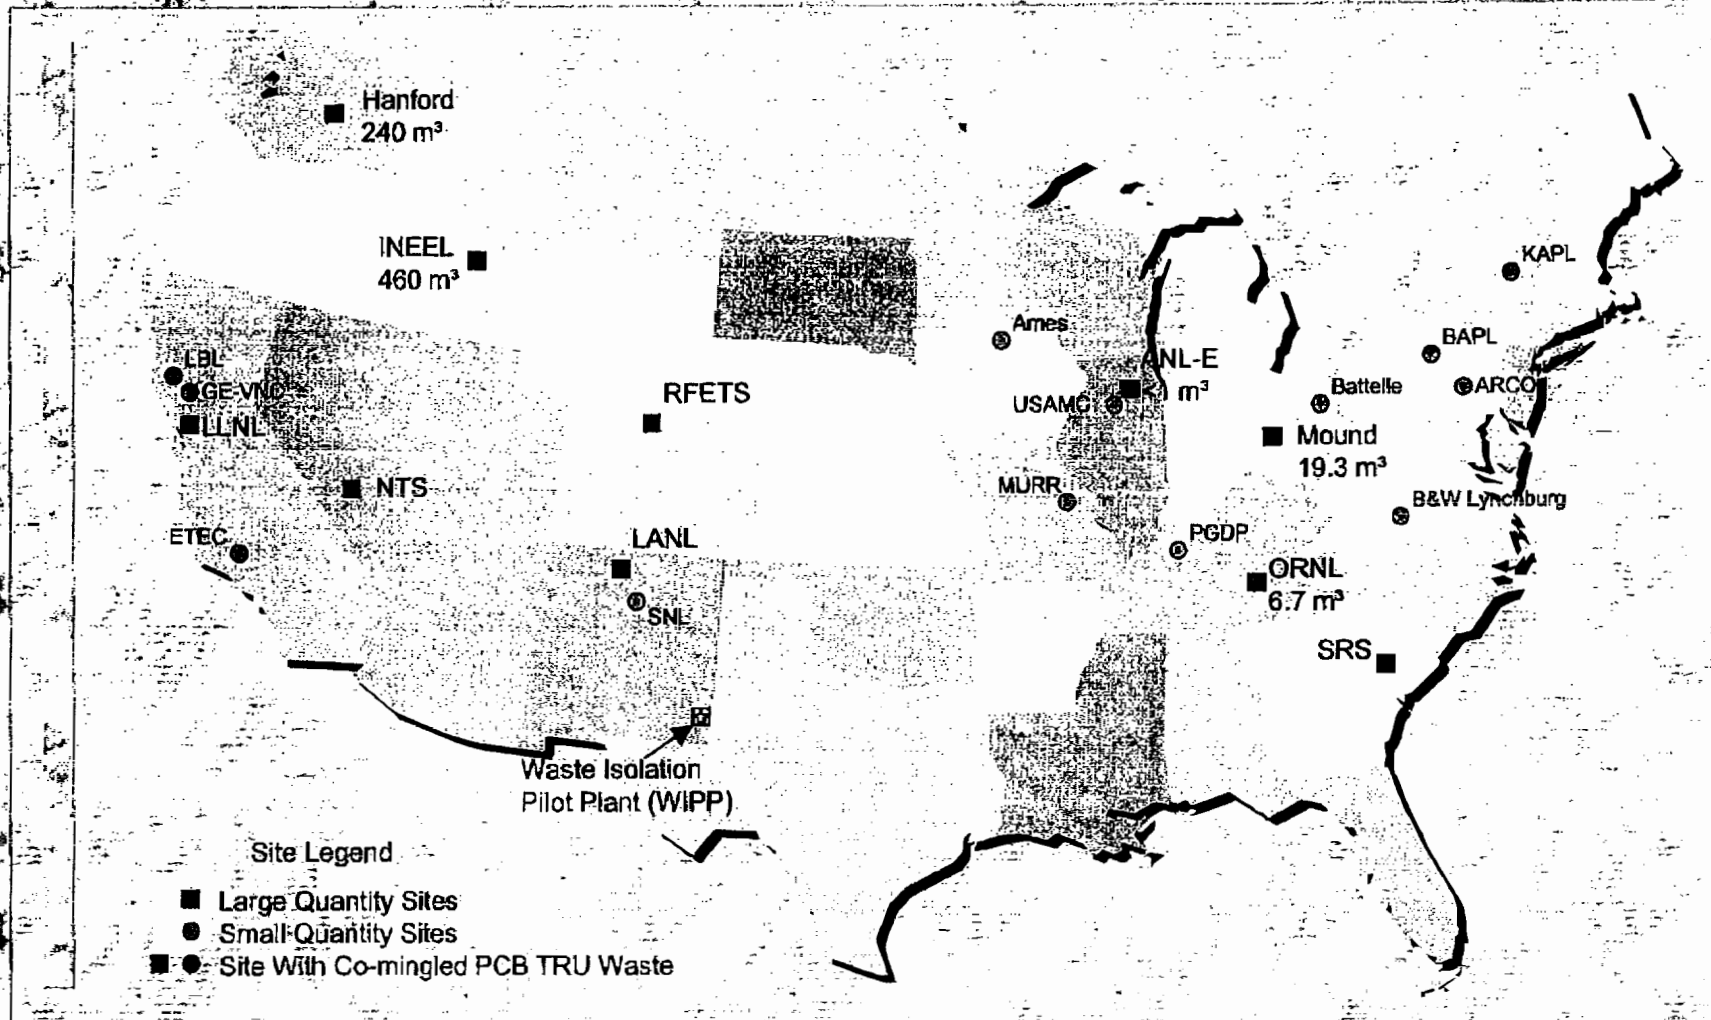 Hanford
240 m³
INEEL
460 m³
KAPL
Ames
BAPL
LBL
ANL-E
m³
GE-VNC
RFETS
Battelle
ARCO
USAMC
LLNL
Mound
19.3 m³
NTS
MURR
B&W Lynchburg
ETEC
LANL
PGDP
ORNL
6.7 m³
SNL
SRS
Waste Isolation
Pilot Plant (WIPP)
Site Legend
Large Quantity Sites
Small Quantity Sites
Site With Co-mingled PCB TRU Waste